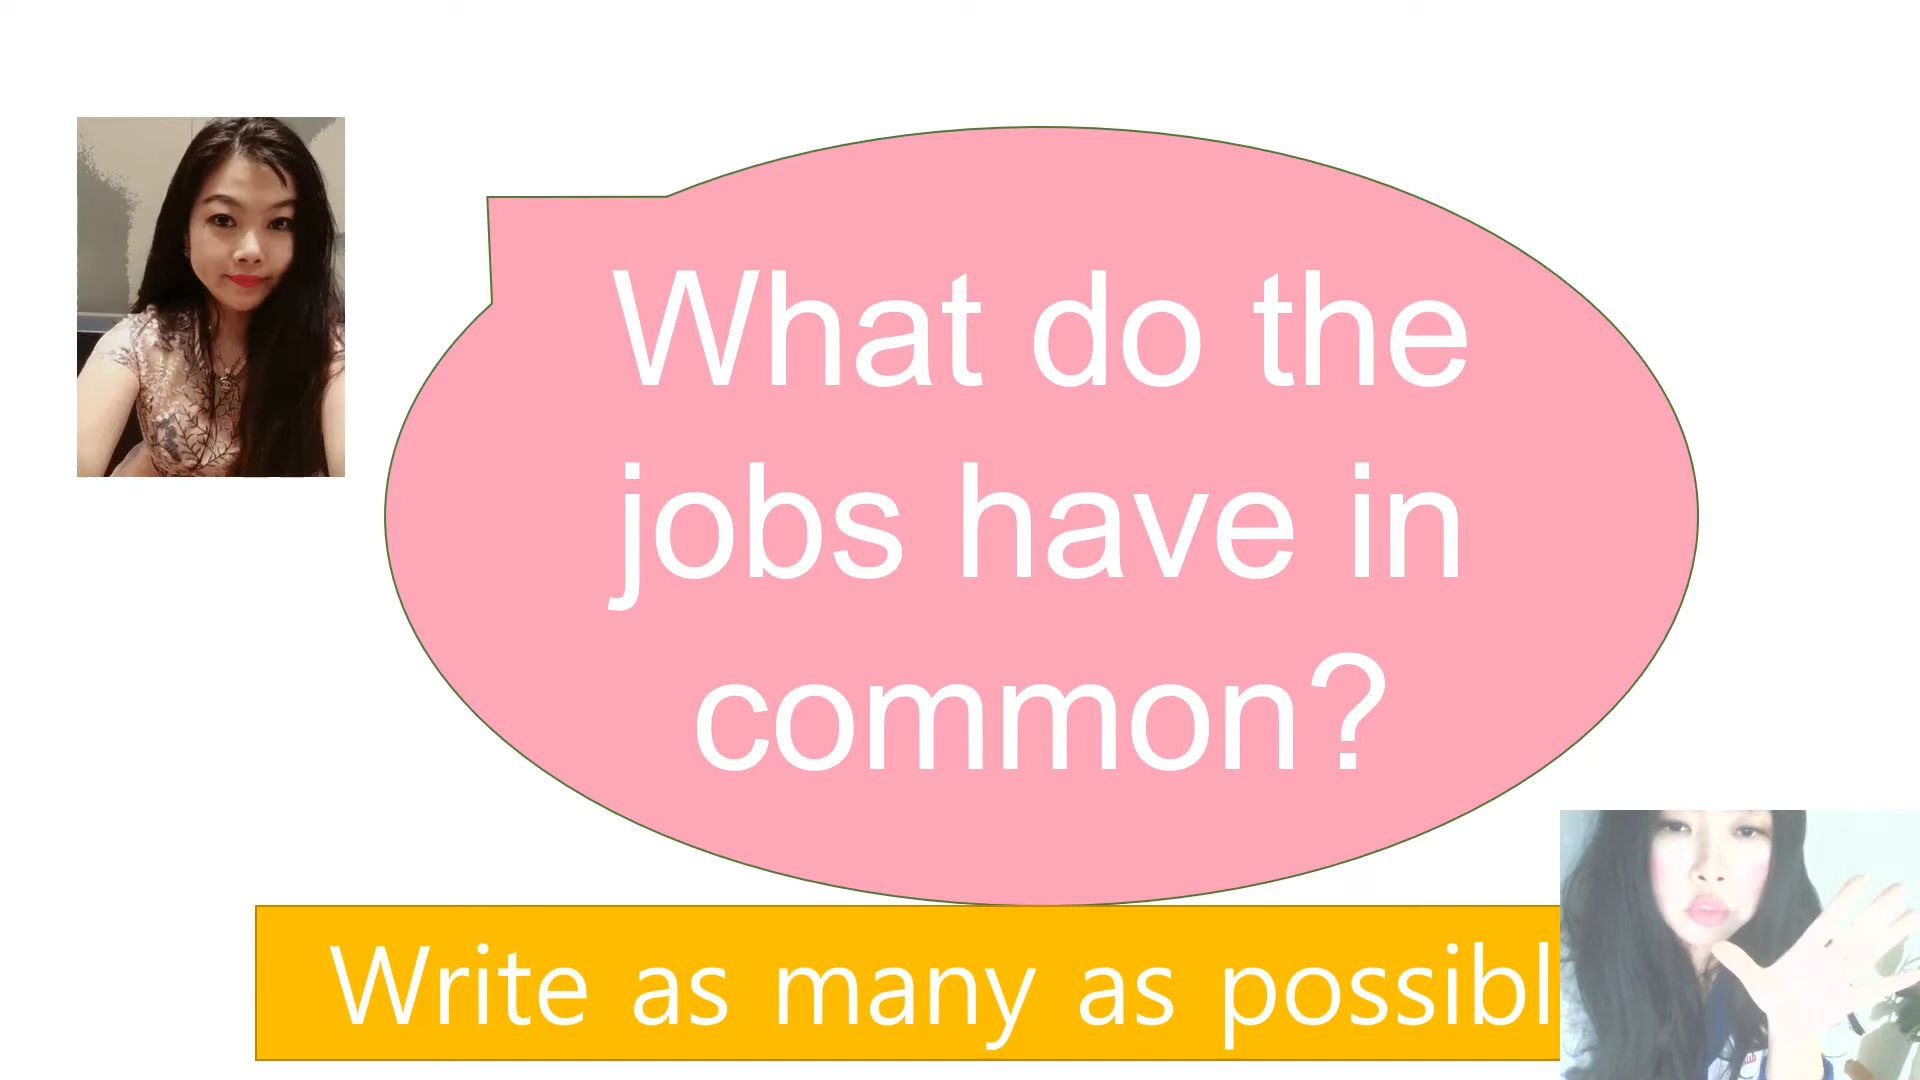 What do the
jobs have in
common?
Write as many as possibl